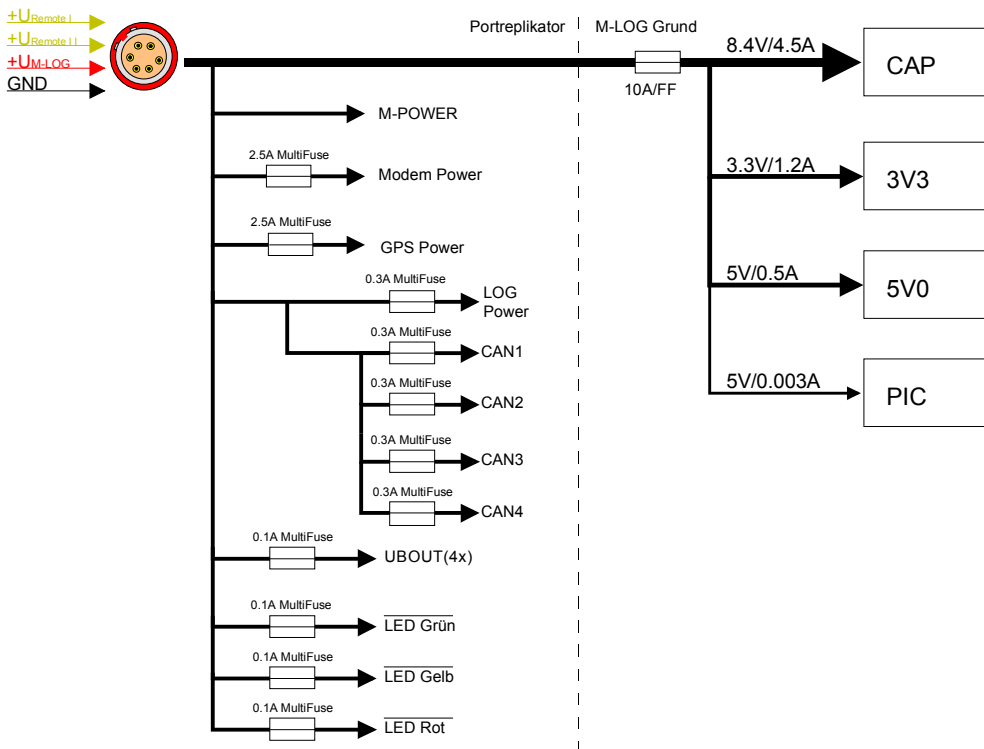 +URemote I
+URemote I I
+UM-LOG
GND
Portreplikator
M-LOG Grund
10A/FF
8.4V/4.5A
CAP
M-POWER
2.5A MultiFuse
Modem Power
3.3V/1.2A
3V3
2.5A MultiFuse
GPS Power
0.3A MultiFuse
LOG
Power
5V/0.5A
5V0
0.3A MultiFuse
CAN1
0.3A MultiFuse
CAN2
5V/0.003A
PIC
0.3A MultiFuse
CAN3
0.3A MultiFuse
CAN4
0.1A MultiFuse
UBOUT(4x)
0.1A MultiFuse
LED Grün
0.1A MultiFuse
LED Gelb
0.1A MultiFuse
LED Rot